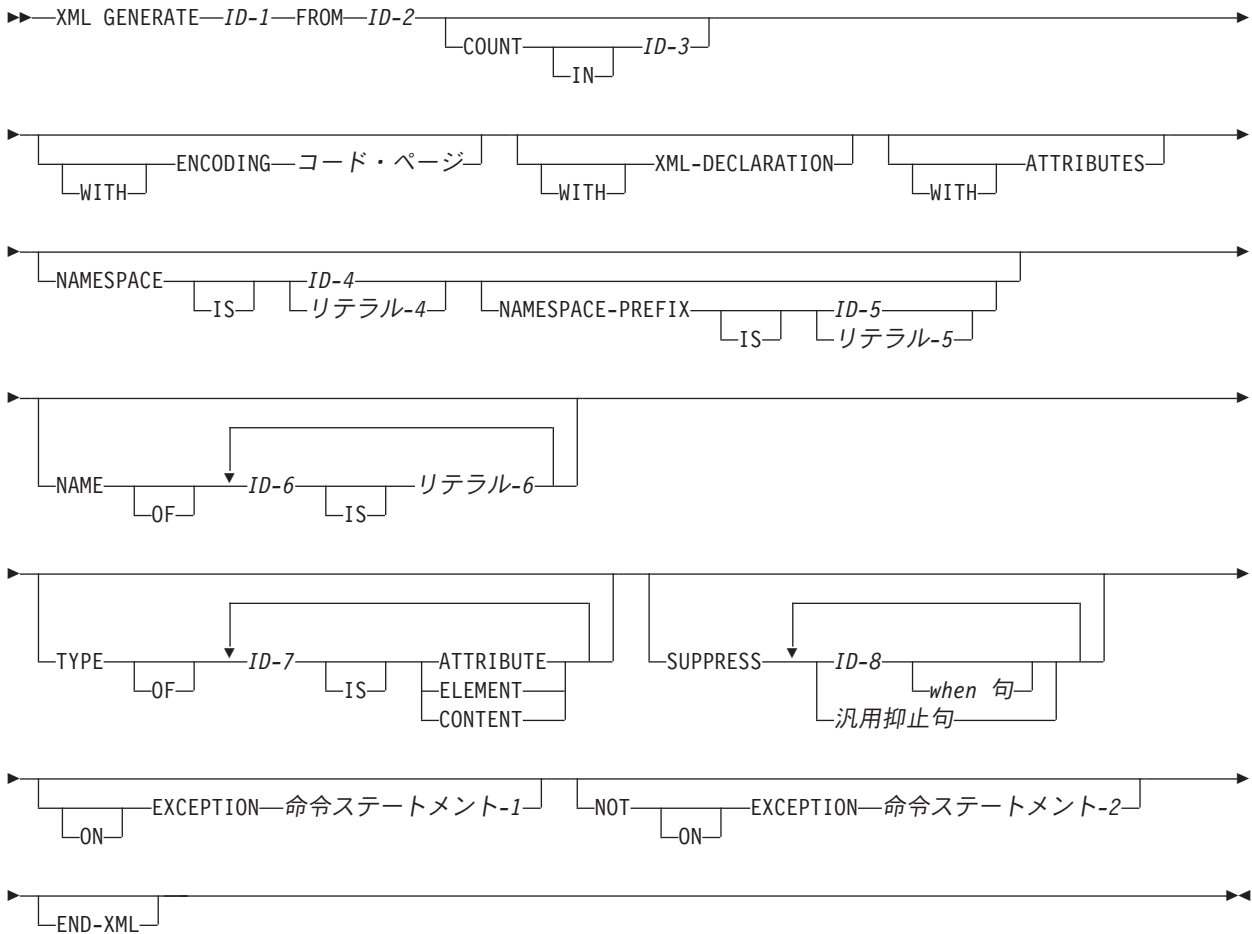 XML GENERATE ID-1 FROM ID-2
COUNT ID-3
IN
ENCODING コード・ページ XML-DECLARATION ATTRIBUTES
WITH WITH WITH
NAMESPACE ID-4
IS リテラル-4 NAMESPACE-PREFIX ID-5
IS リテラル-5
NAME ID-6 リテラル-6
OF IS
TYPE ID-7 ATTRIBUTE SUPPRESS ID-8
OF IS ELEMENT when 句
CONTENT 汎用抑止句
EXCEPTION 命令ステートメント-1 NOT EXCEPTION 命令ステートメント-2
ON ON
END-XML